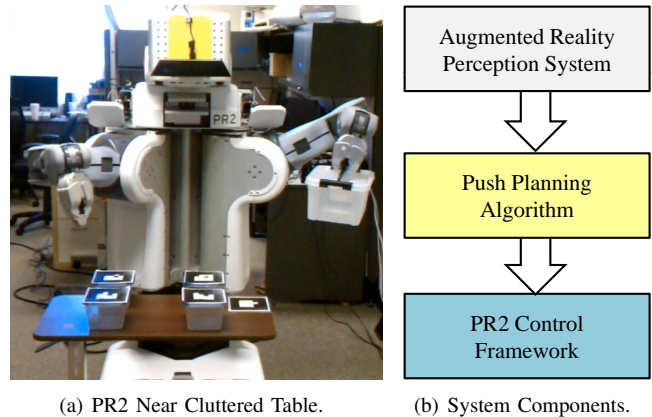 PR2
Augmented Reality
Perception System
Push Planning
Algorithm
PR2 Control
Framework
(a) PR2 Near Cluttered Table.
(b) System Components.